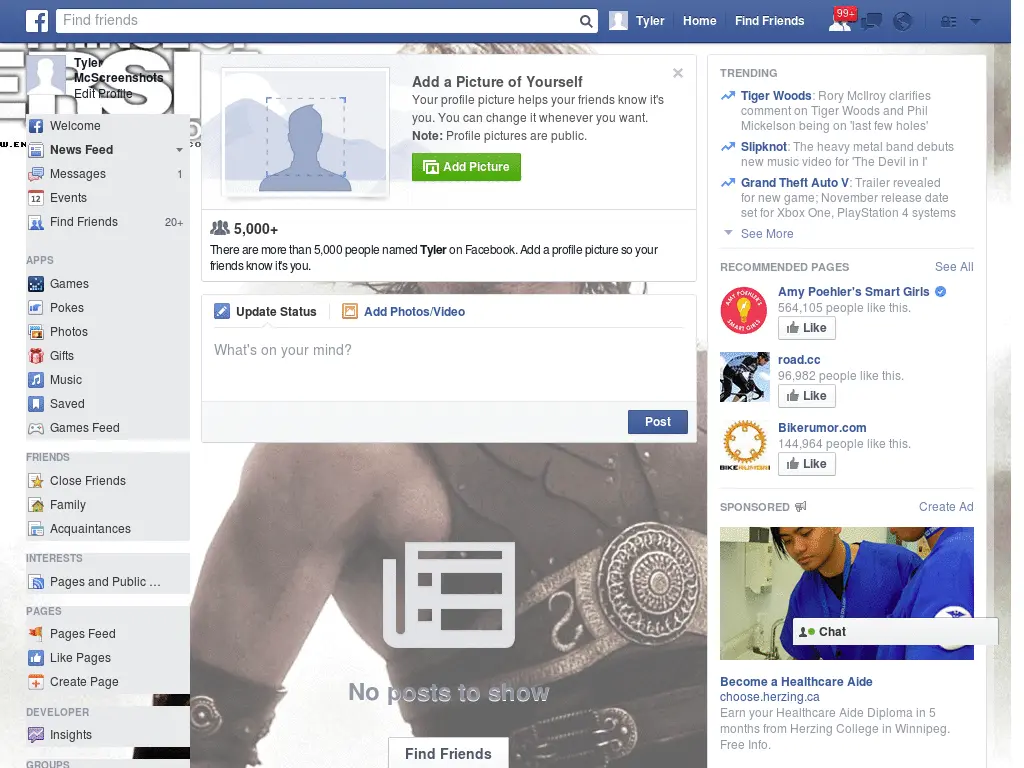 Find friends
Tyler
Home
Find Friends
99+
Tyler
McScreenshots
Edit Profile
Welcome
News Feed
Messages 1
Events
Find Friends 20+
APPS
Games
Pokes
Photos
Gifts
Music
Saved
Games Feed
FRIENDS
Close Friends
Family
Acquaintances
INTERESTS
Pages and Public ...
PAGES
Pages Feed
Like Pages
Create Page
DEVELOPER
Insights
GROUPS
Add a Picture of Yourself
Your profile picture helps your friends know it's
you. You can change it whenever you want.
Note: Profile pictures are public.
Add Picture
5,000+
There are more than 5,000 people named Tyler on Facebook. Add a profile picture so your
friends know it's you.
Update Status
Add Photos/Video
What's on your mind?
Post
No posts to show
Find Friends
TRENDING
Tiger Woods: Rory McIlroy clarifies
comment on Tiger Woods and Phil
Mickelson being on 'last few holes'
Slipknot: The heavy metal band debuts
new music video for 'The Devil in I'
Grand Theft Auto V: Trailer revealed
for new game; November release date
set for Xbox One, PlayStation 4 systems
See More
RECOMMENDED PAGES See All
AMY POEHLER'S
SMART GIRLS
Amy Poehler's Smart Girls
564,105 people like this.
Like
road.cc
96,982 people like this.
Like
BIKERUMOR!
Bikerumor.com
144,964 people like this.
Like
SPONSORED Create Ad
Chat
Become a Healthcare Aide
choose.herzing.ca
Earn your Healthcare Aide Diploma in 5
months from Herzing College in Winnipeg.
Free Info.